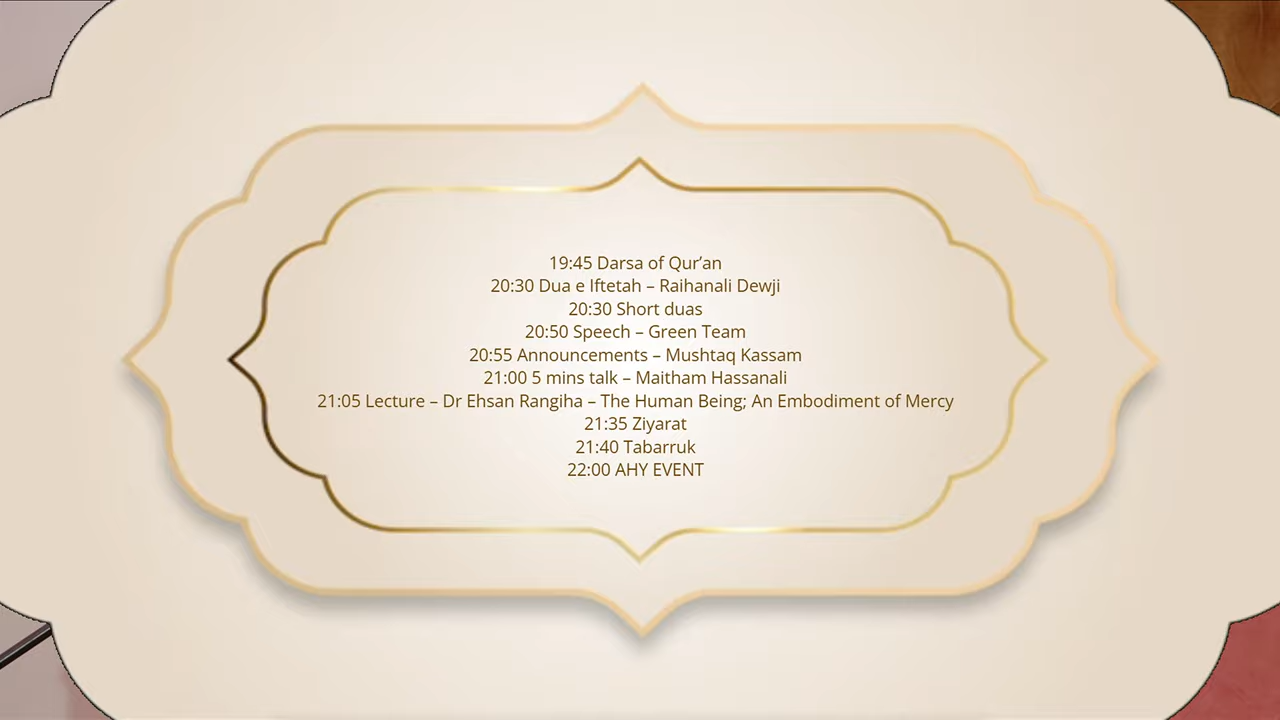 19:45 Darsa of Qur’an
20:30 Dua e Iftetah – Raihanali Dewji
20:30 Short duas
20:50 Speech – Green Team
20:55 Announcements – Mushtaq Kassam
21:00 5 mins talk – Maitham Hassanali
21:05 Lecture – Dr Ehsan Rangiha – The Human Being; An Embodiment of Mercy
21:35 Ziyarat
21:40 Tabarruk
22:00 AHY EVENT